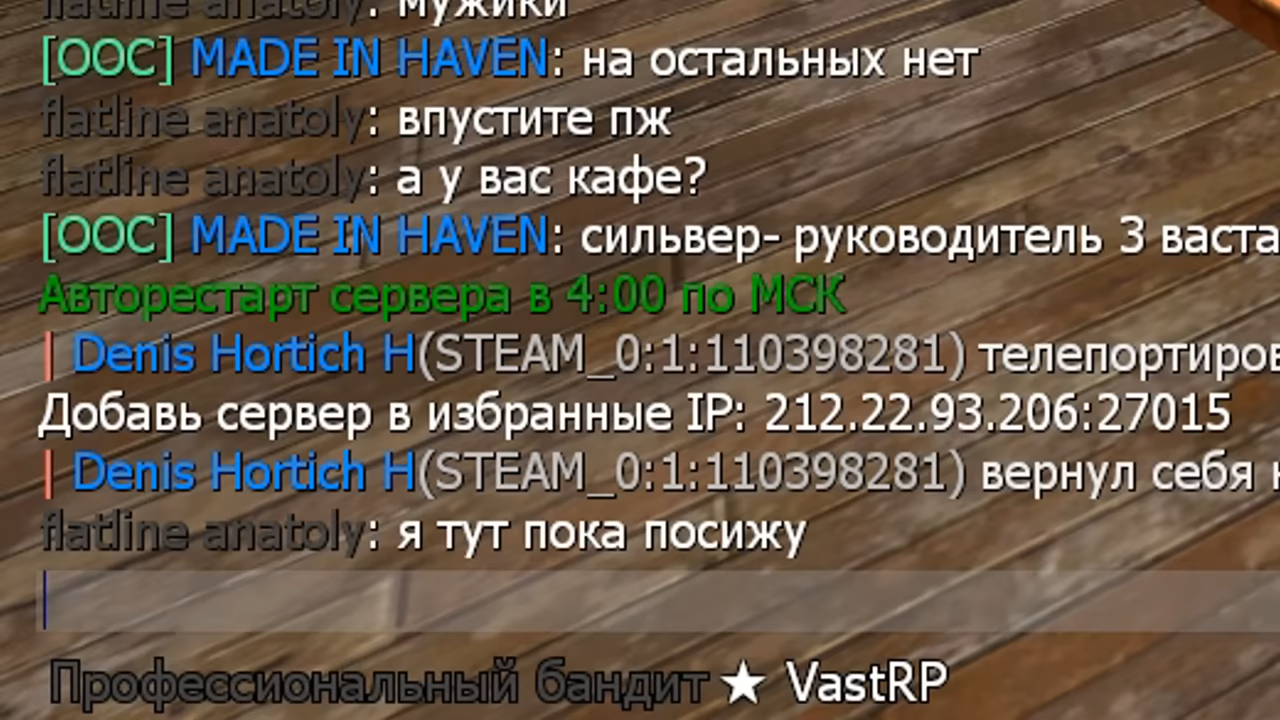 flatline anatoly: мужики
[OOC] MADE IN HAVEN: на остальных нет
flatline anatoly: впустите пж
flatline anatoly: а у вас кафе?
[OOC] MADE IN HAVEN: сильвер- руководитель 3 васта
Авторестарт сервера в 4:00 по МСК
| Denis Hortich H(STEAM_0:1:110398281) телепортиров
Добавь сервер в избранные IP: 212.22.93.206:27015
| Denis Hortich H(STEAM_0:1:110398281) вернул себя н
flatline anatoly: я тут пока посижу
Профессиональный бандит ★ VastRP